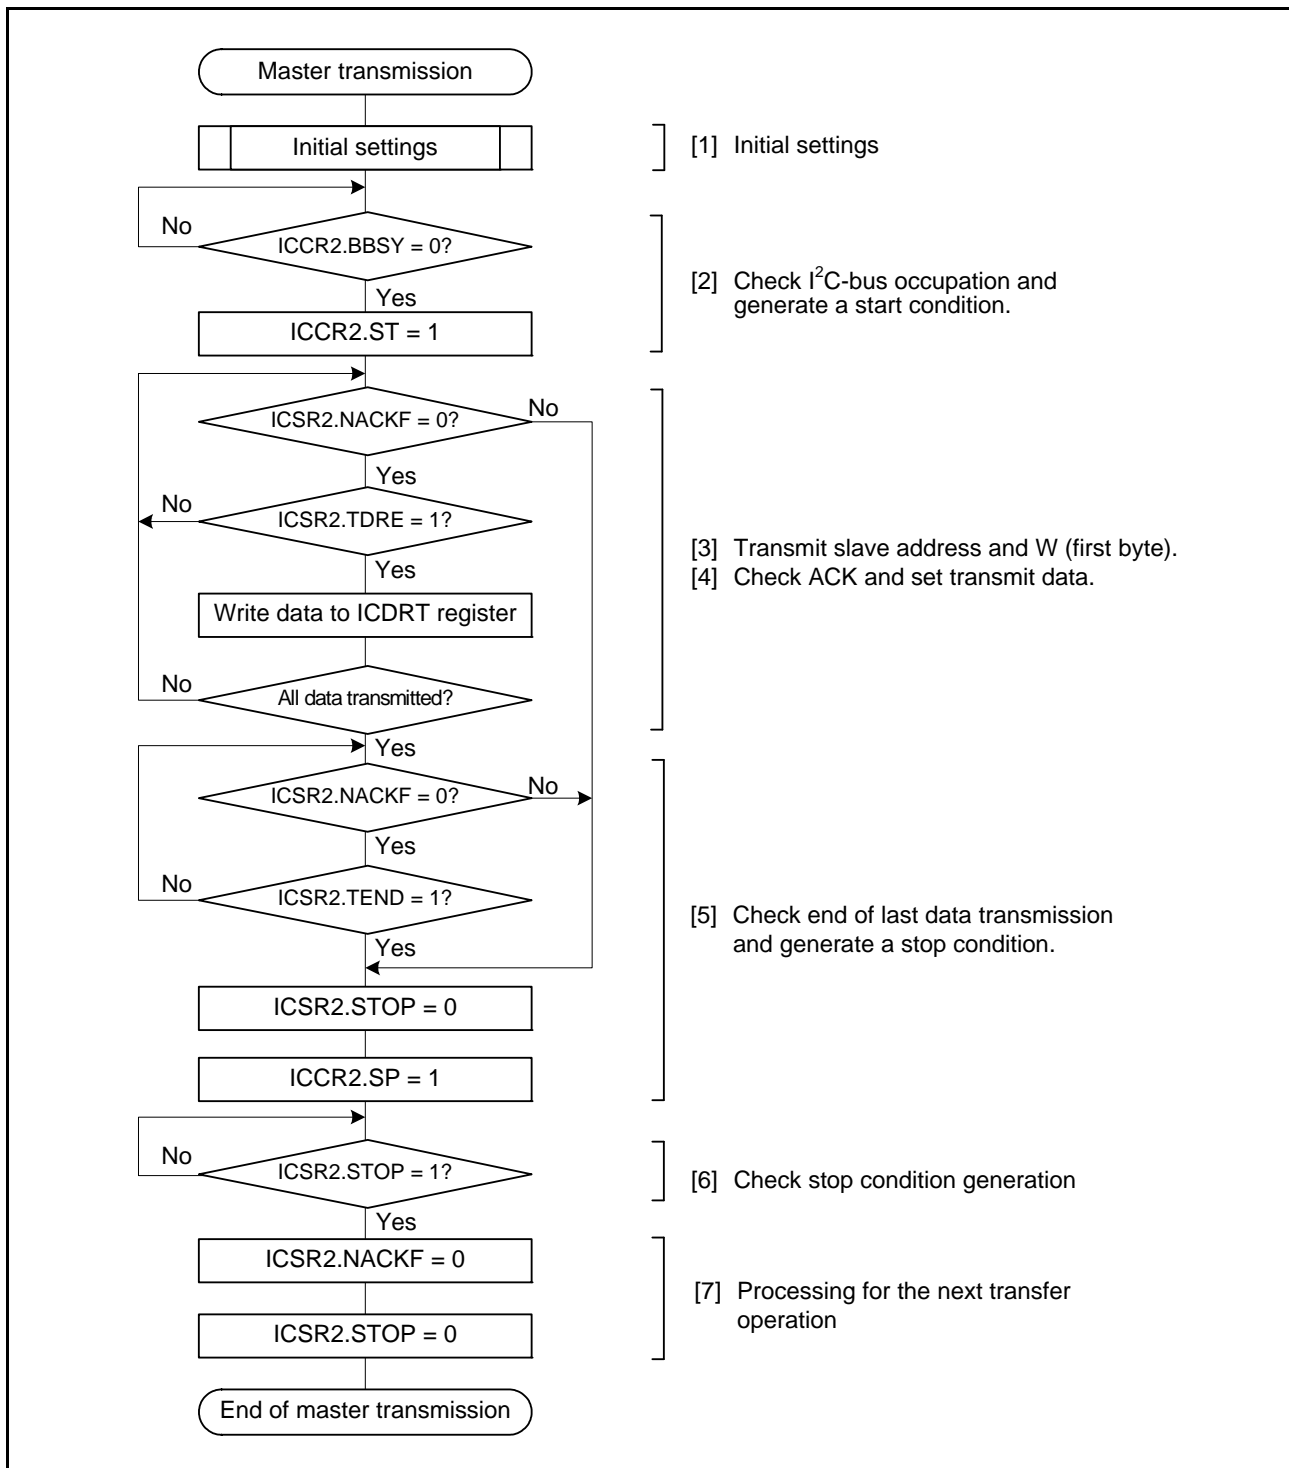 Master transmission
Initial settings
[1] Initial settings
No
ICCR2.BBSY = 0?
Yes
[2] Check I²C-bus occupation and
generate a start condition.
ICCR2.ST = 1
ICSR2.NACKF = 0?
No
Yes
No
ICSR2.TDRE = 1?
Yes
[3] Transmit slave address and W (first byte).
[4] Check ACK and set transmit data.
Write data to ICDRT register
No
All data transmitted?
Yes
ICSR2.NACKF = 0?
No
Yes
No
ICSR2.TEND = 1?
Yes
[5] Check end of last data transmission
and generate a stop condition.
ICSR2.STOP = 0
ICCR2.SP = 1
No
ICSR2.STOP = 1?
Yes
[6] Check stop condition generation
ICSR2.NACKF = 0
[7] Processing for the next transfer
operation
ICSR2.STOP = 0
End of master transmission